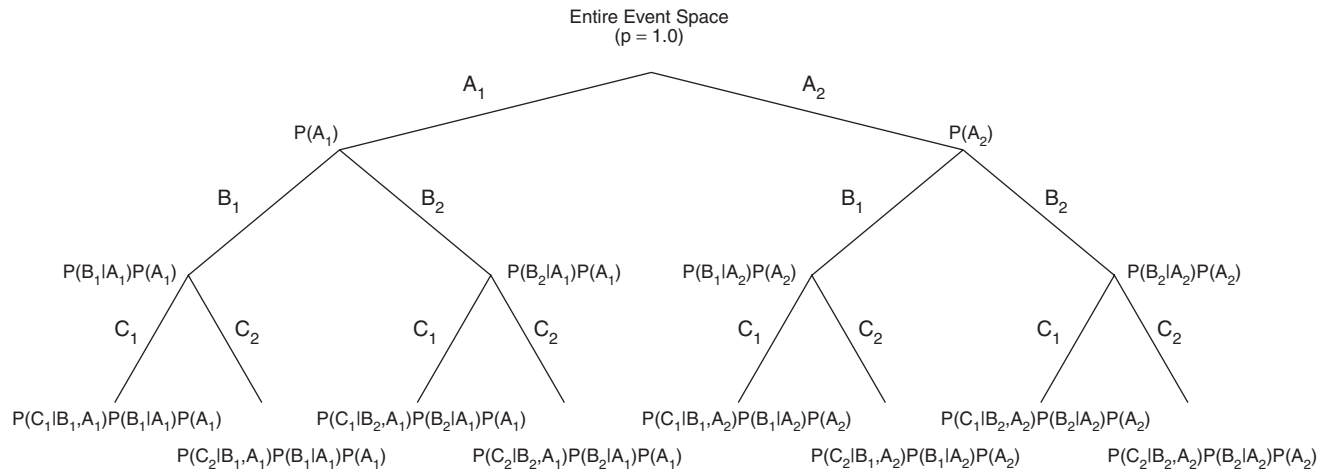 Entire Event Space
(p = 1.0)
A₁ A₂
P(A₁) P(A₂)
B₁ B₂ B₁ B₂
P(B₁|A₁)P(A₁) P(B₂|A₁)P(A₁) P(B₁|A₂)P(A₂) P(B₂|A₂)P(A₂)
C₁ C₂ C₁ C₂ C₁ C₂ C₁ C₂
P(C₁|B₁,A₁)P(B₁|A₁)P(A₁) P(C₁|B₂,A₁)P(B₂|A₁)P(A₁) P(C₁|B₁,A₂)P(B₁|A₂)P(A₂) P(C₁|B₂,A₂)P(B₂|A₂)P(A₂)
P(C₂|B₁,A₁)P(B₁|A₁)P(A₁) P(C₂|B₂,A₁)P(B₂|A₁)P(A₁) P(C₂|B₁,A₂)P(B₁|A₂)P(A₂) P(C₂|B₂,A₂)P(B₂|A₂)P(A₂)